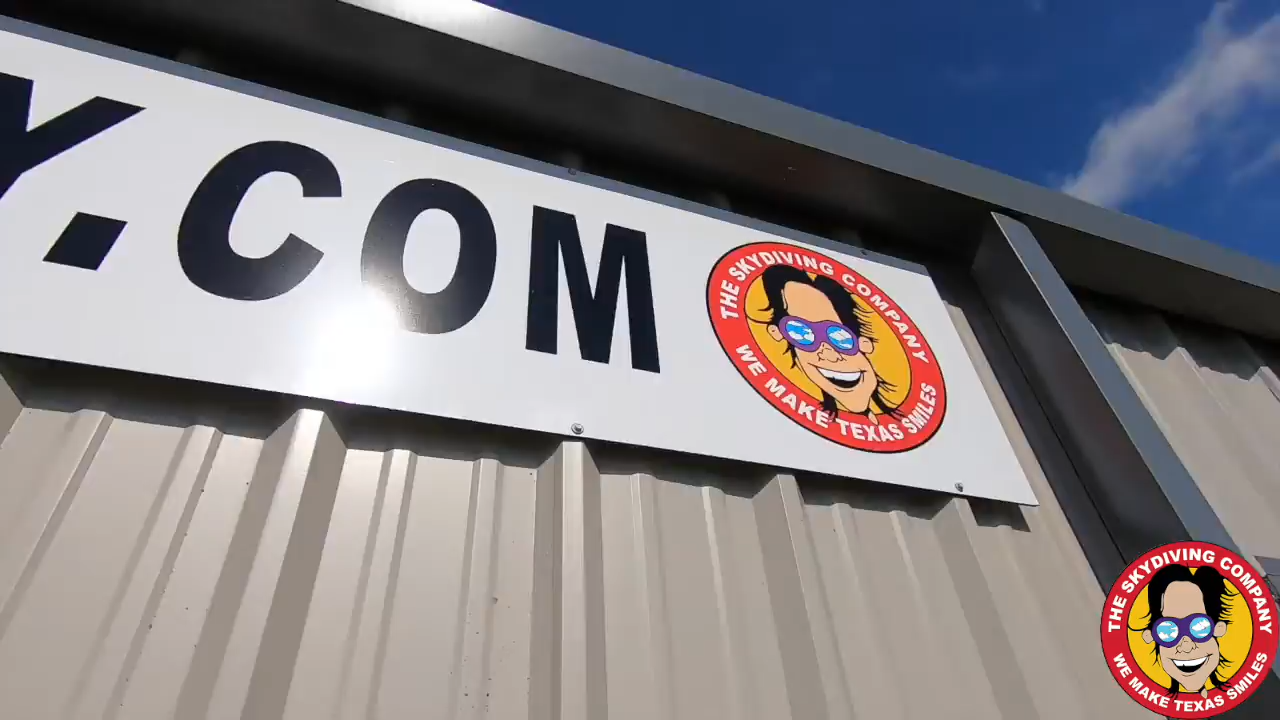 Y.COM
THE SKYDIVING COMPANY
WE MAKE TEXAS SMILES
THE SKYDIVING COMPANY
WE MAKE TEXAS SMILES